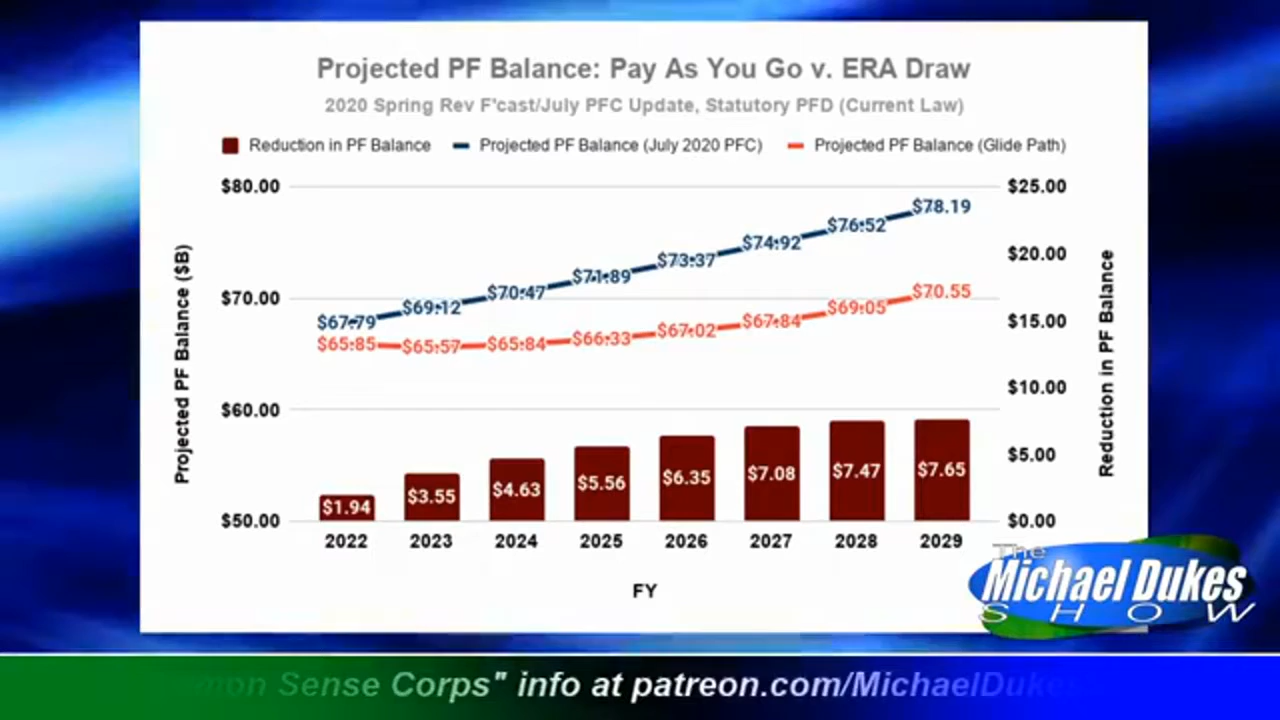 Projected PF Balance: Pay As You Go v. ERA Draw
2020 Spring Rev F'cast/July PFC Update, Statutory PFD (Current Law)
Reduction in PF Balance Projected PF Balance (July 2020 PFC) Projected PF Balance (Glide Path)
Projected PF Balance ($B)
$80.00
$70.00
$60.00
$50.00
$67.79 $69.12 $70.47 $71.89 $73.37 $74.92 $76.52 $78.19
$65.85 $65.57 $65.84 $66.33 $67.02 $67.84 $69.05 $70.55
$1.94 $3.55 $4.63 $5.56 $6.35 $7.08 $7.47 $7.65
$25.00
$20.00
$15.00
$10.00
$5.00
$0.00
Reduction in PF Balance
2022 2023 2024 2025 2026 2027 2028 2029
FY
The
Michael Dukes
SHOW
Sense Corps" info at patreon.com/MichaelDuke